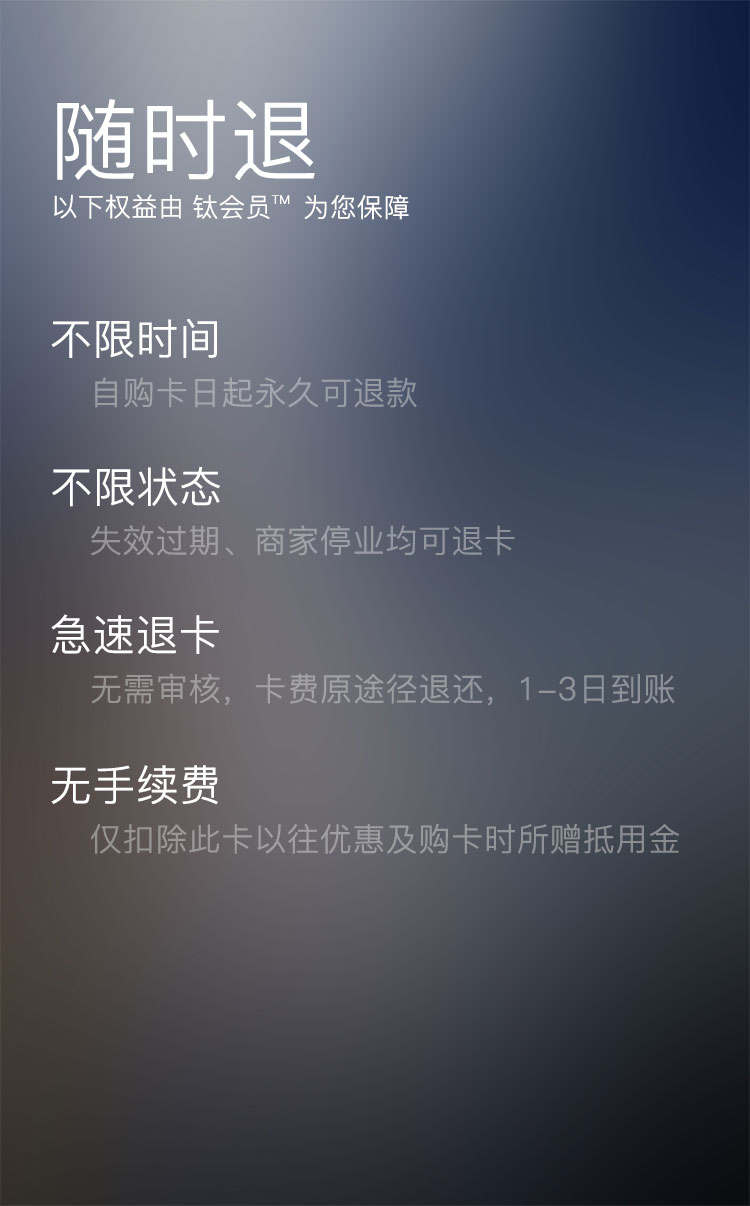 随时退
以下权益由 钛会员™ 为您保障
不限时间
自购卡日起永久可退款
不限状态
失效过期、商家停业均可退卡
急速退卡
无需审核，卡费原途径退还，1-3日到账
无手续费
仅扣除此卡以往优惠及购卡时所赠抵用金